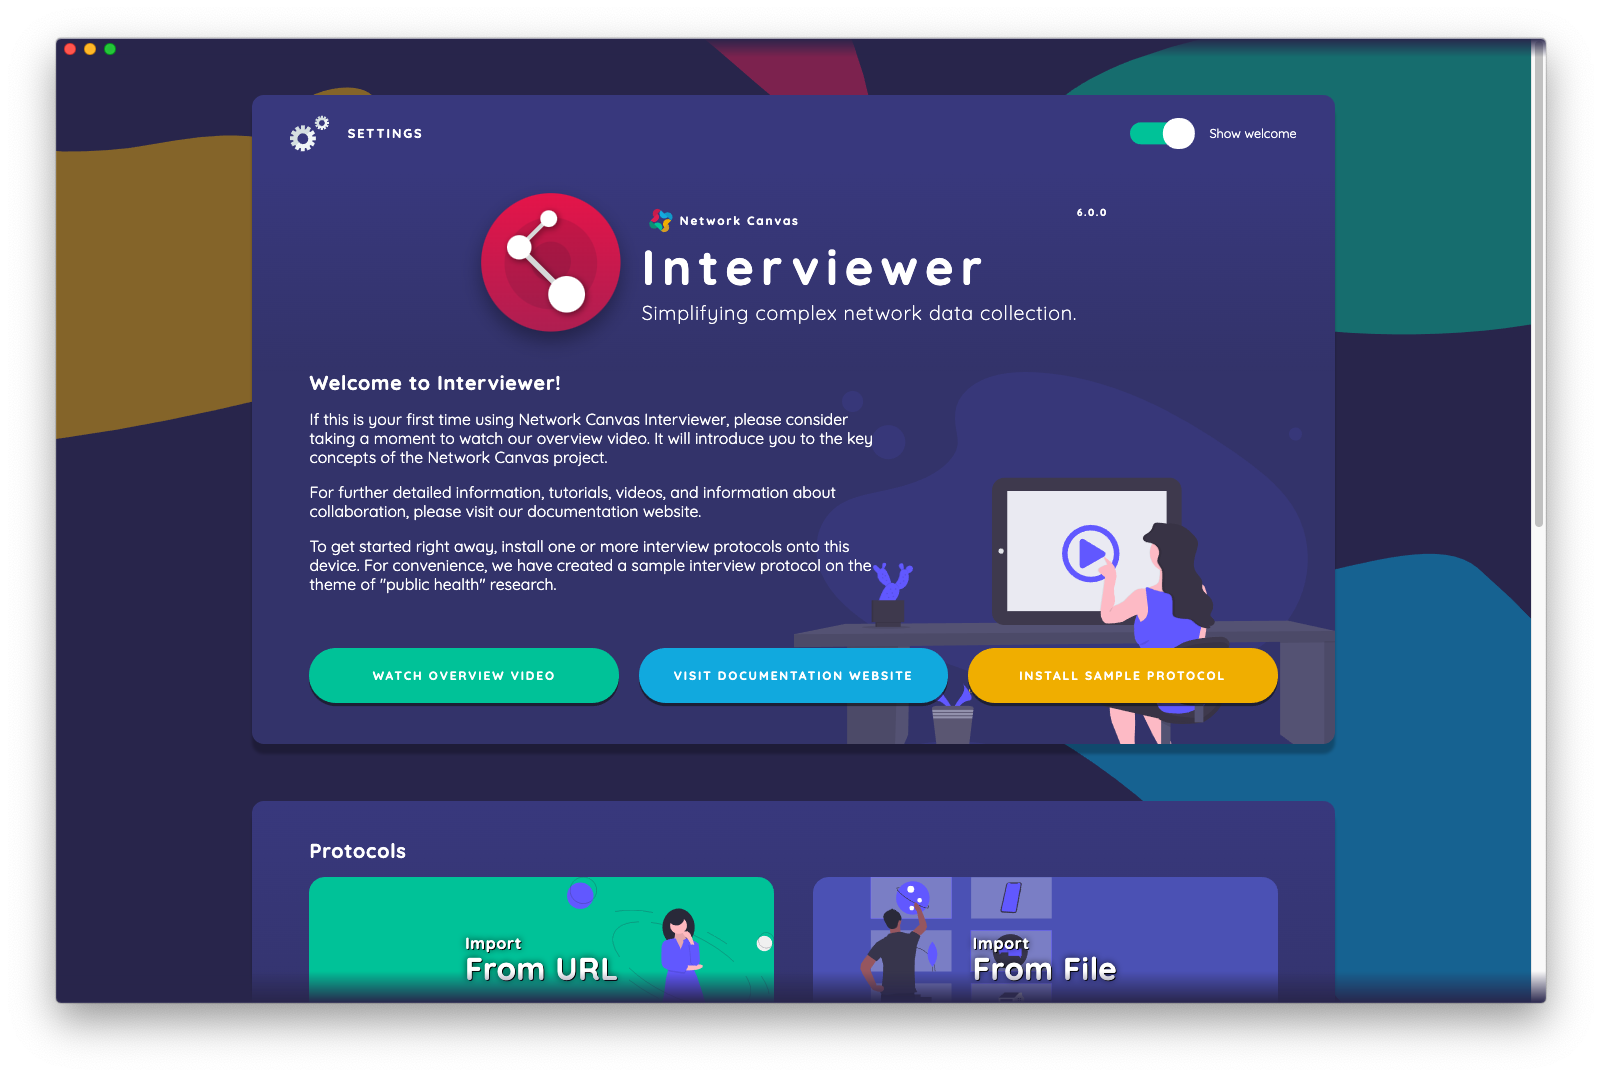 SETTINGS
Show welcome
Network Canvas
6.0.0
Interviewer
Simplifying complex network data collection.
Welcome to Interviewer!
If this is your first time using Network Canvas Interviewer, please consider
taking a moment to watch our overview video. It will introduce you to the key
concepts of the Network Canvas project.
For further detailed information, tutorials, videos, and information about
collaboration, please visit our documentation website.
To get started right away, install one or more interview protocols onto this
device. For convenience, we have created a sample interview protocol on the
theme of "public health" research.
WATCH OVERVIEW VIDEO
VISIT DOCUMENTATION WEBSITE
INSTALL SAMPLE PROTOCOL
Protocols
Import
From URL
Import
From File